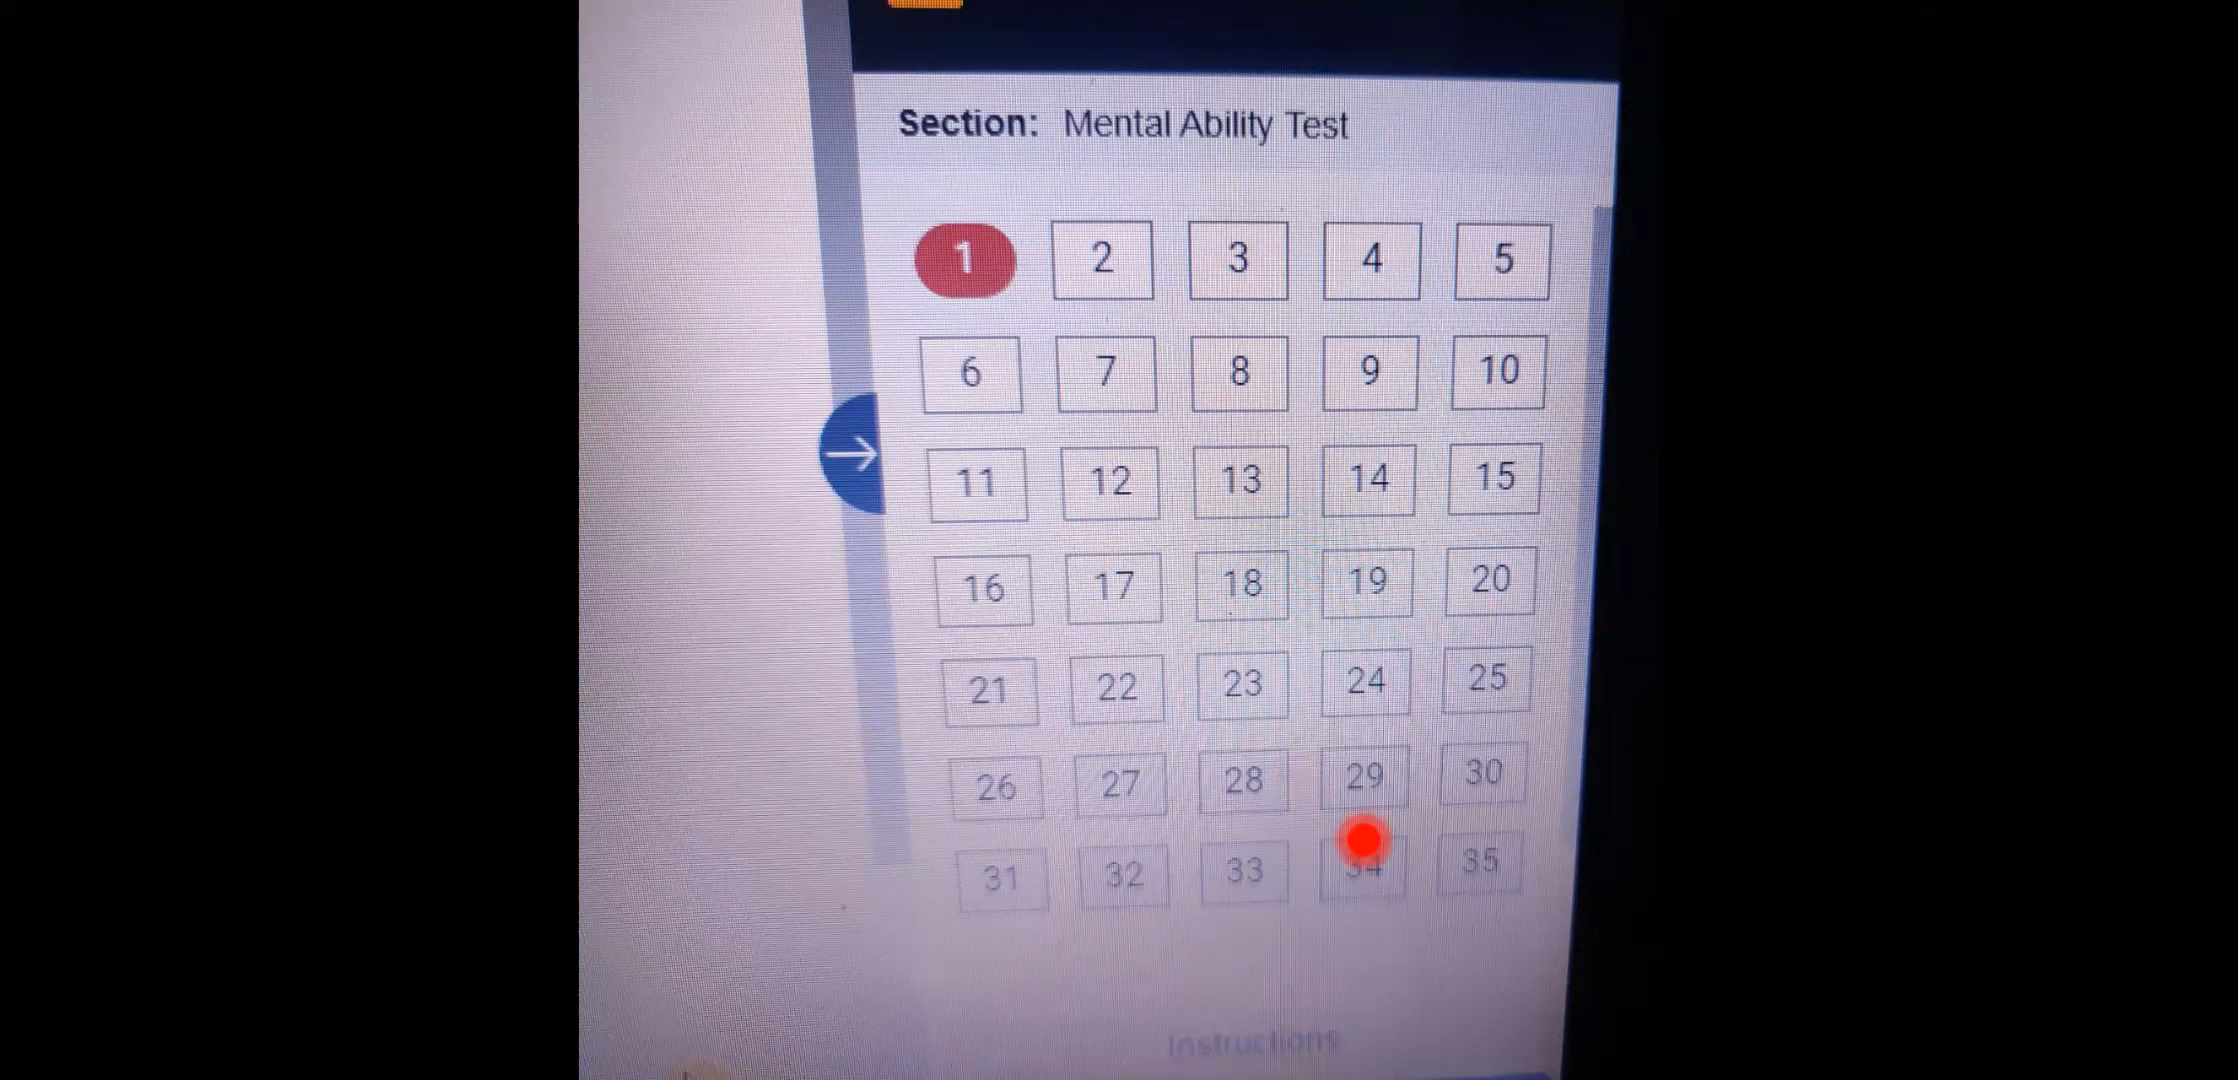 Section: Mental Ability Test
1 2 3 4 5
6 7 8 9 10
11 12 13 14 15
16 17 18 19 20
21 22 23 24 25
26 27 28 29 30
31 32 33 34 35
Instructions